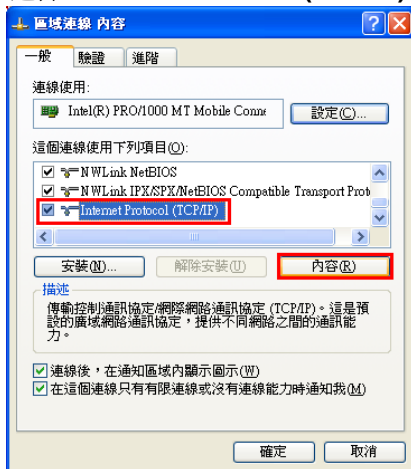 區域連線 內容
一般 驗證 進階
連線使用:
Intel(R) PRO/1000 MT Mobile Conne
設定(C)...
這個連線使用下列項目(O):
NWLink NetBIOS
NWLink IPX/SPX/NetBIOS Compatible Transport Prot
Internet Protocol (TCP/IP)
安裝(N)... 解除安裝(U) 內容(R)
描述
傳輸控制通訊協定/網際網路通訊協定 (TCP/IP)。這是預
設的廣域網路通訊協定，提供不同網路之間的通訊能
力。
連線後，在通知區域內顯示圖示(W)
在這個連線只有有限連線或沒有連線能力時通知我(M)
確定 取消